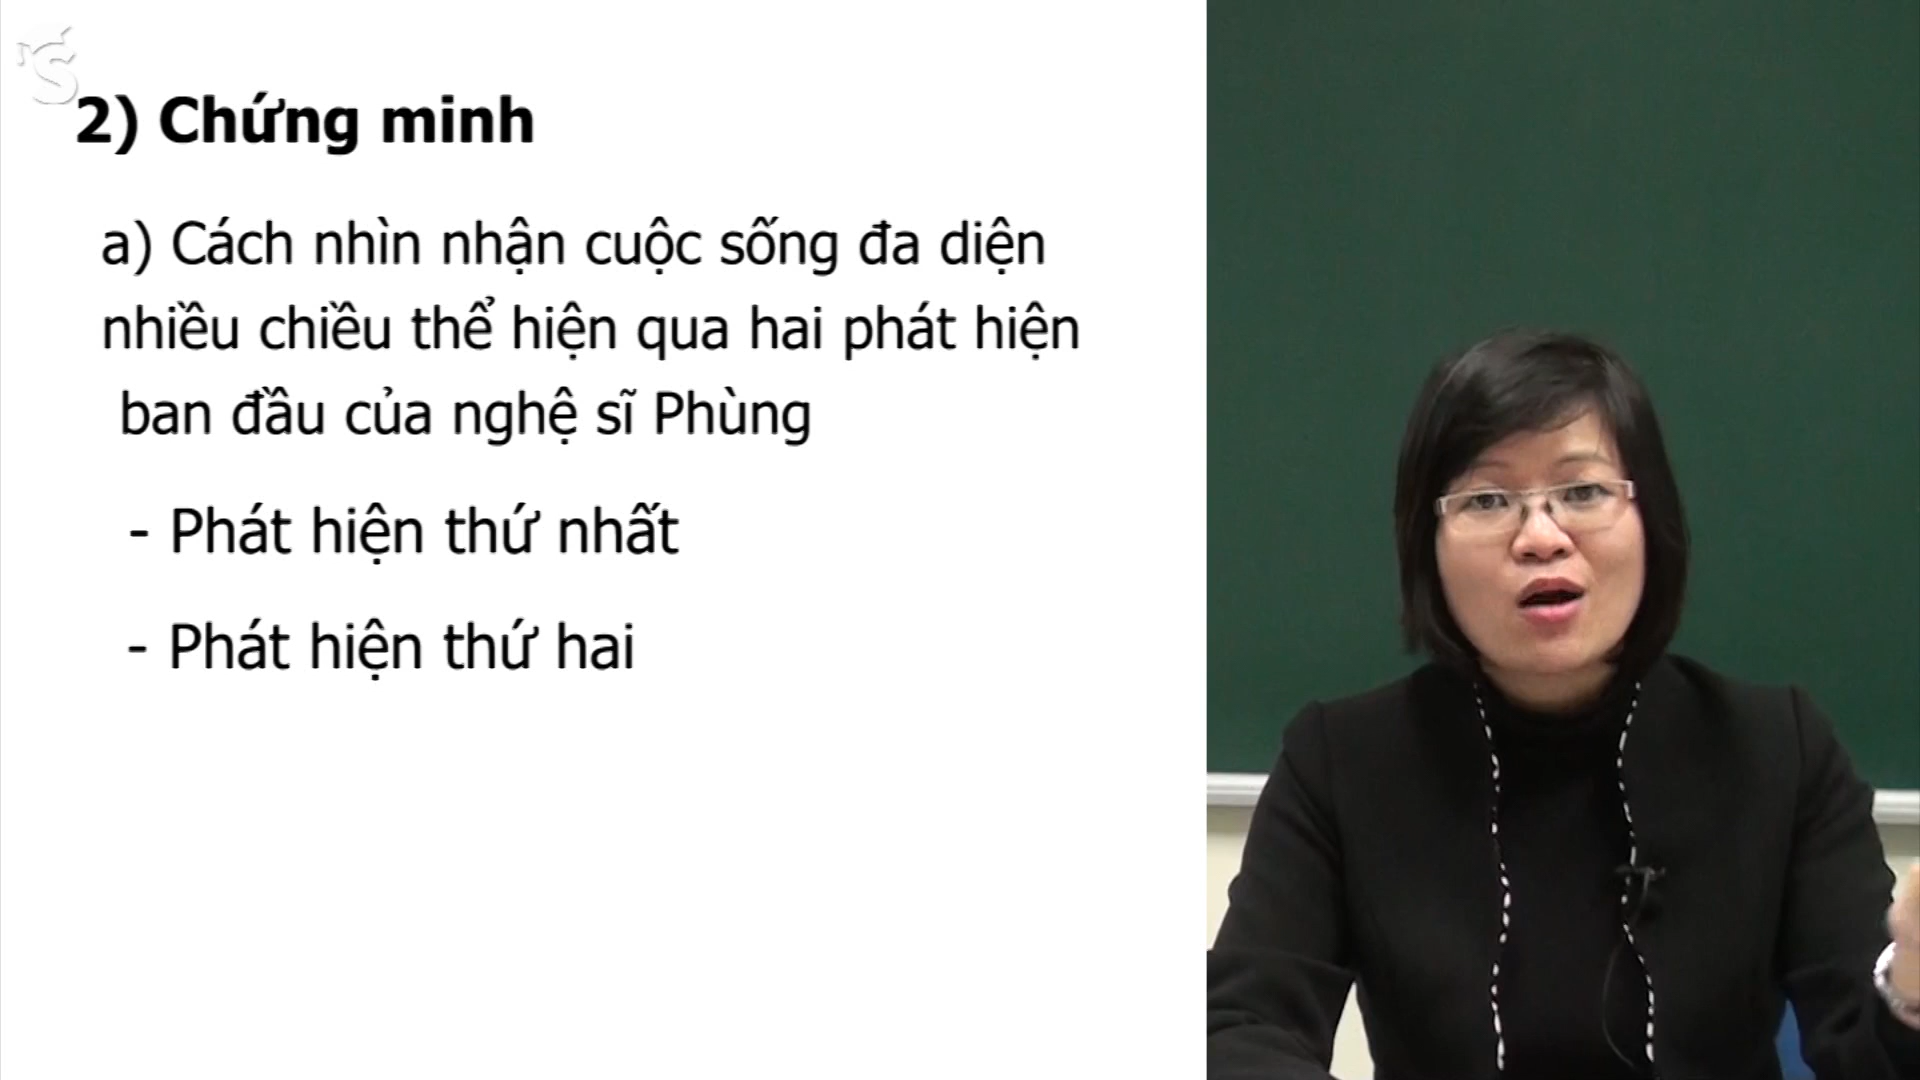 2) Chứng minh
a) Cách nhìn nhận cuộc sống đa diện
nhiều chiều thể hiện qua hai phát hiện
ban đầu của nghệ sĩ Phùng
- Phát hiện thứ nhất
- Phát hiện thứ hai